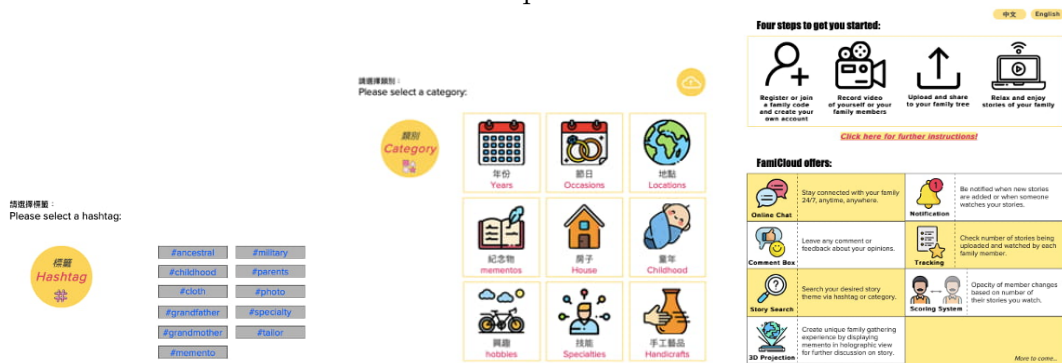 請選擇標籤：
Please select a hashtag:
標籤
Hashtag
#ancestral
#military
#childhood
#parents
#cloth
#photo
#grandfather
#specialty
#grandmother
#tailor
#memento
請選擇類別：
Please select a category:
類別
Category
年份
Years
節日
Occasions
地點
Locations
紀念物
mementos
房子
House
童年
Childhood
興趣
hobbies
技能
Specialties
手工藝品
Handicrafts
中文
English
Four steps to get you started:
Register or join
a family code
and create your
own account
Record video
of yourself or your
family members
Upload and share
to your family tree
Relax and enjoy
stories of your family
Click here for further instructions!
FamiCloud offers:
Online Chat
Stay connected with your family
24/7, anytime, anywhere.
Notification
Be notified when new stories
are added or when someone
watches your stories.
Comment Box
Leave any comment or
feedback about your opinions.
Tracking
Check number of stories being
uploaded and watched by each
family member.
Story Search
Search your desired story
theme via hashtag or category.
Scoring System
Opacity of member changes
based on number of
their stories you watch.
3D Projection
Create unique family gathering
experience by displaying
memento in holographic view
for further discussion on story.
More to come...